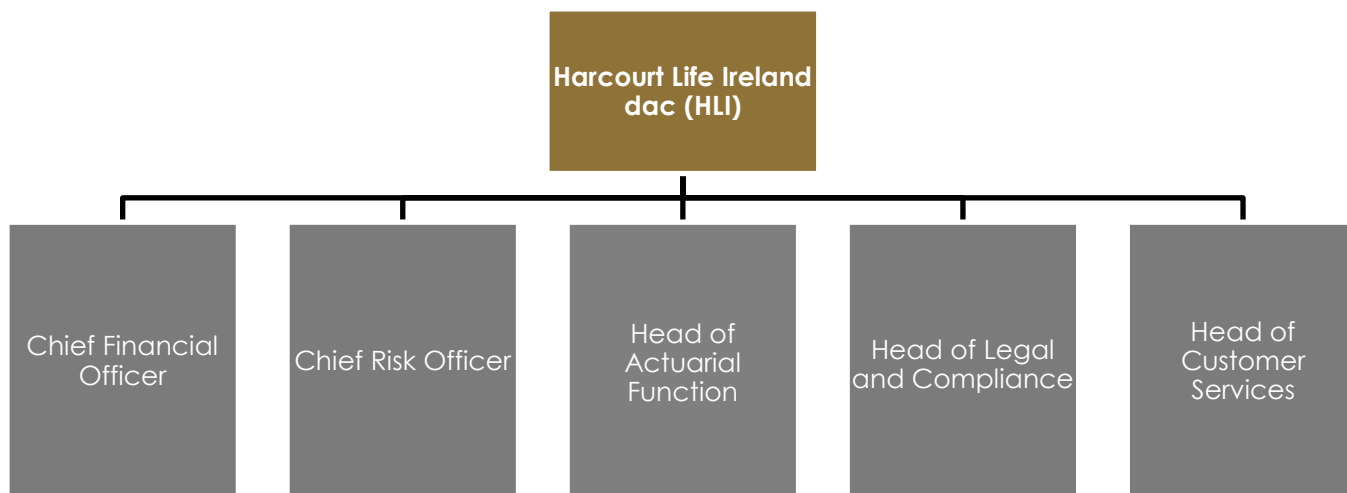 Harcourt Life Ireland
dac (HLI)
Chief Financial
Officer
Chief Risk Officer
Head of
Actuarial
Function
Head of Legal
and Compliance
Head of
Customer
Services